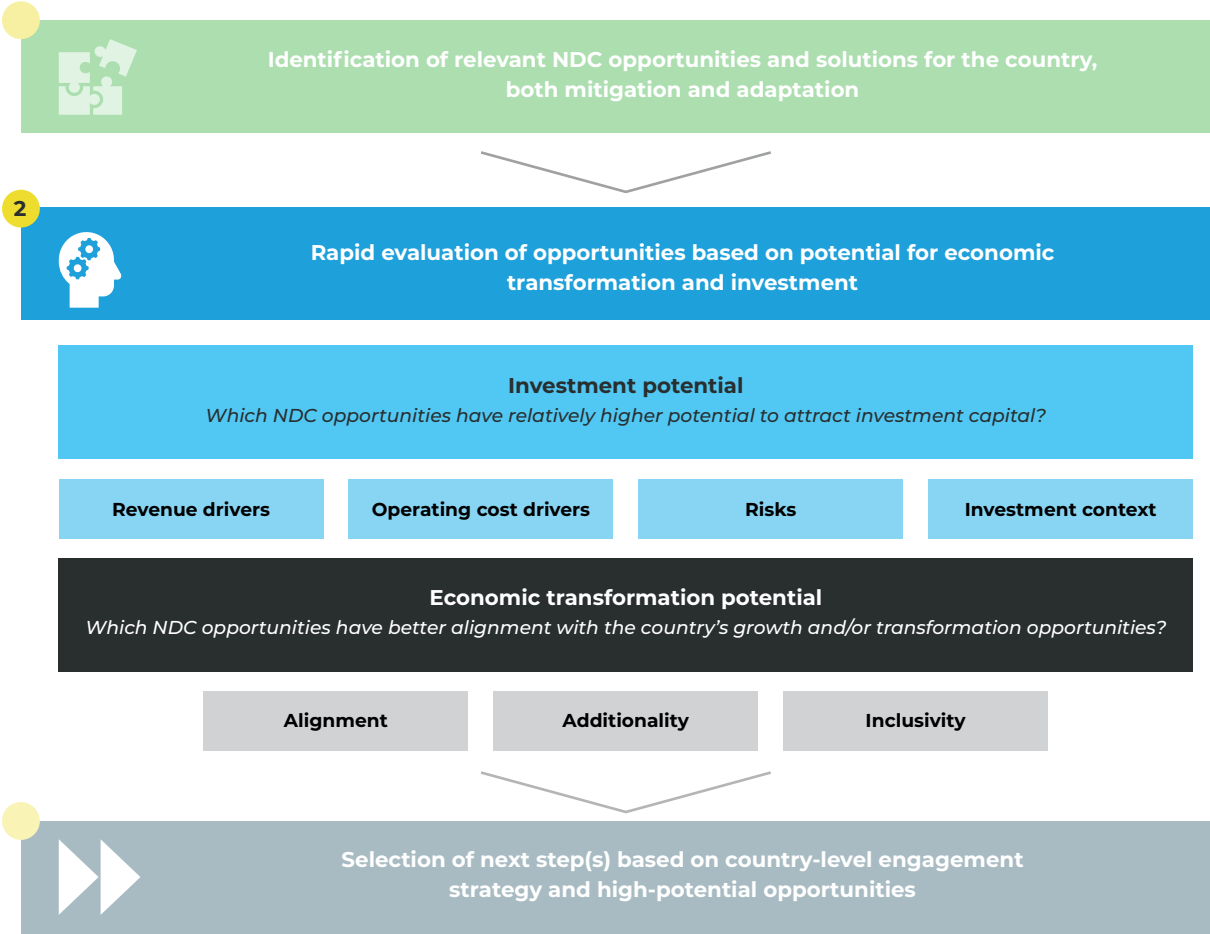 Identification of relevant NDC opportunities and solutions for the country,
both mitigation and adaptation
2
Rapid evaluation of opportunities based on potential for economic
transformation and investment
Investment potential
Which NDC opportunities have relatively higher potential to attract investment capital?
Revenue drivers
Operating cost drivers
Risks
Investment context
Economic transformation potential
Which NDC opportunities have better alignment with the country’s growth and/or transformation opportunities?
Alignment
Additionality
Inclusivity
Selection of next step(s) based on country-level engagement
strategy and high-potential opportunities